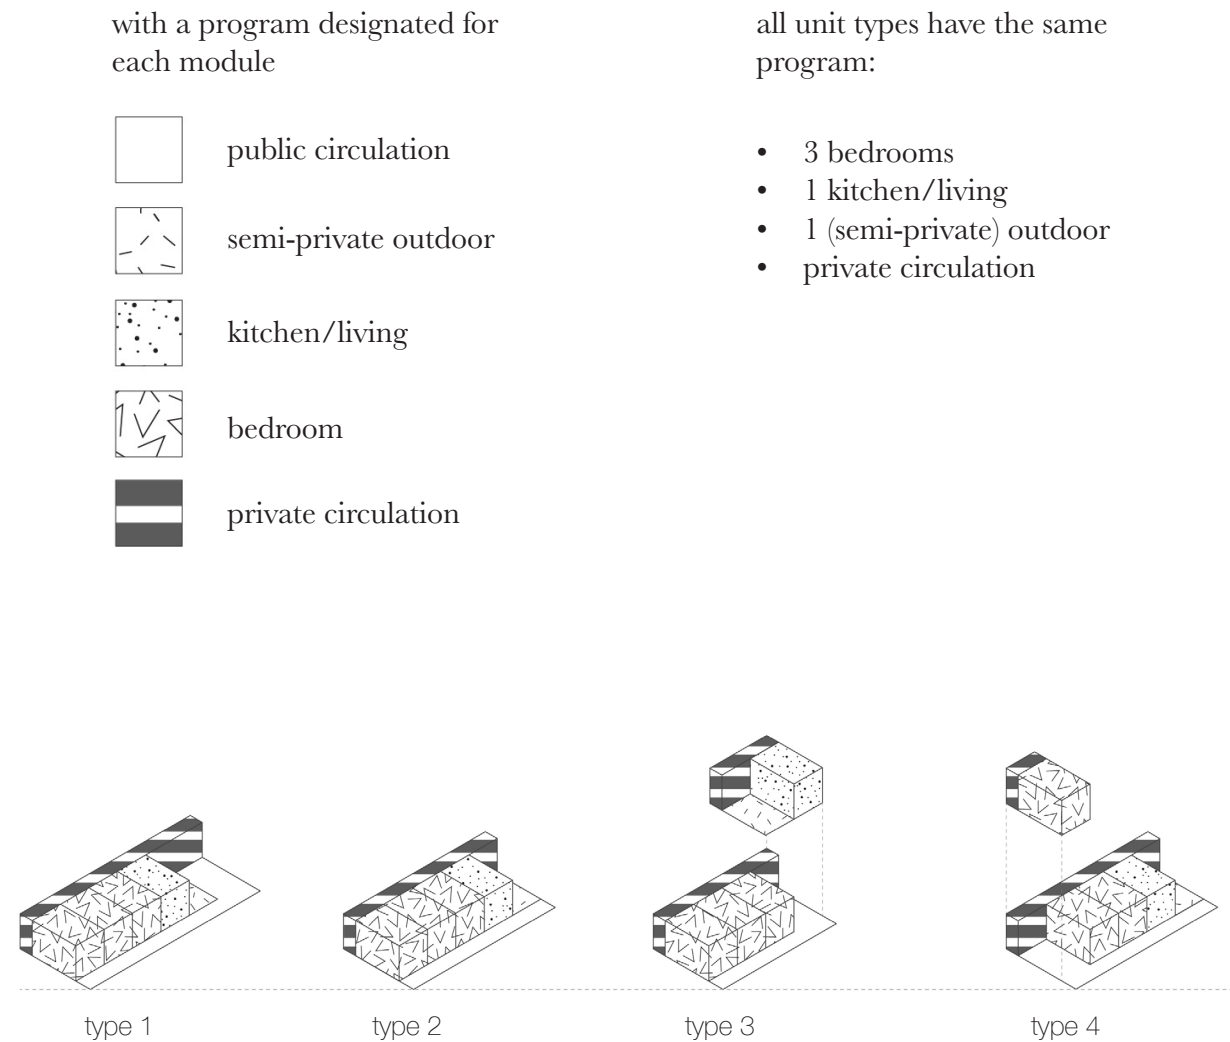 with a program designated for
each module
public circulation
semi-private outdoor
kitchen/living
bedroom
private circulation
all unit types have the same
program:
• 3 bedrooms
• 1 kitchen/living
• 1 (semi-private) outdoor
• private circulation
type 1
type 2
type 3
type 4